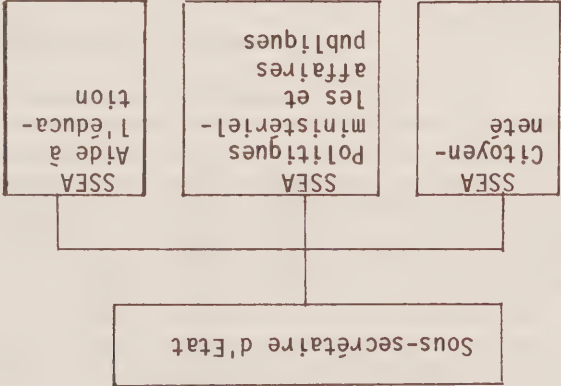 Sous-secrétaire d'Etat
SSEA
Citoyen-
neté
SSEA
Politiques
ministériel-
les et
affaires
publiques
SSEA
Aide à
l'éduca-
tion